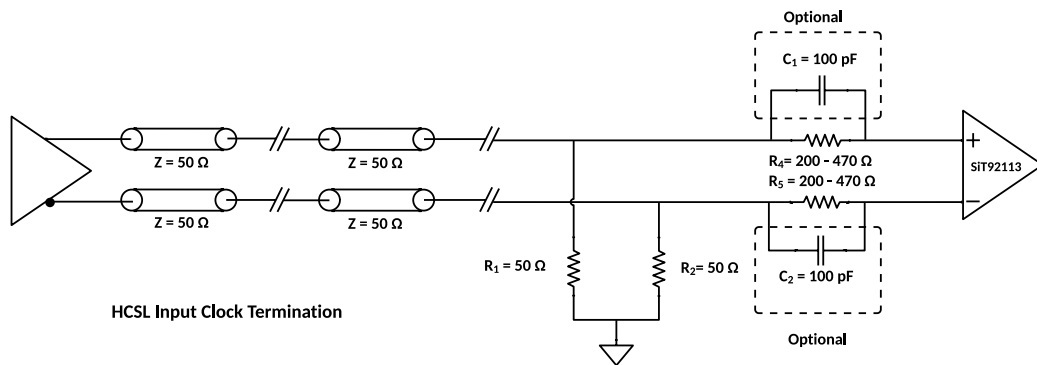 Optional
C1 = 100 pF
Z = 50 Ω
Z = 50 Ω
R4= 200 - 470 Ω
R5 = 200 - 470 Ω
+
SiT92113
−
Z = 50 Ω
Z = 50 Ω
R1 = 50 Ω
R2= 50 Ω
C2 = 100 pF
HCSL Input Clock Termination
Optional